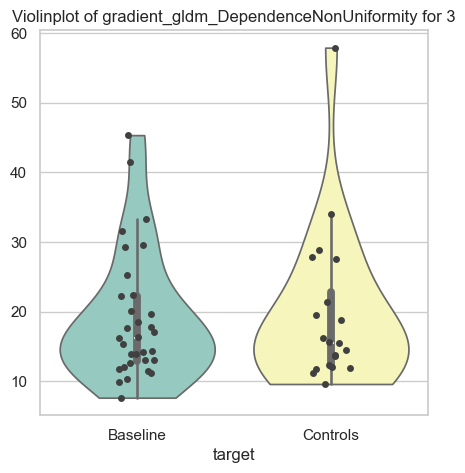 Violinplot of gradient_gldm_DependenceNonUniformity for 3
60
50
40
30
20
10
Baseline
Controls
target